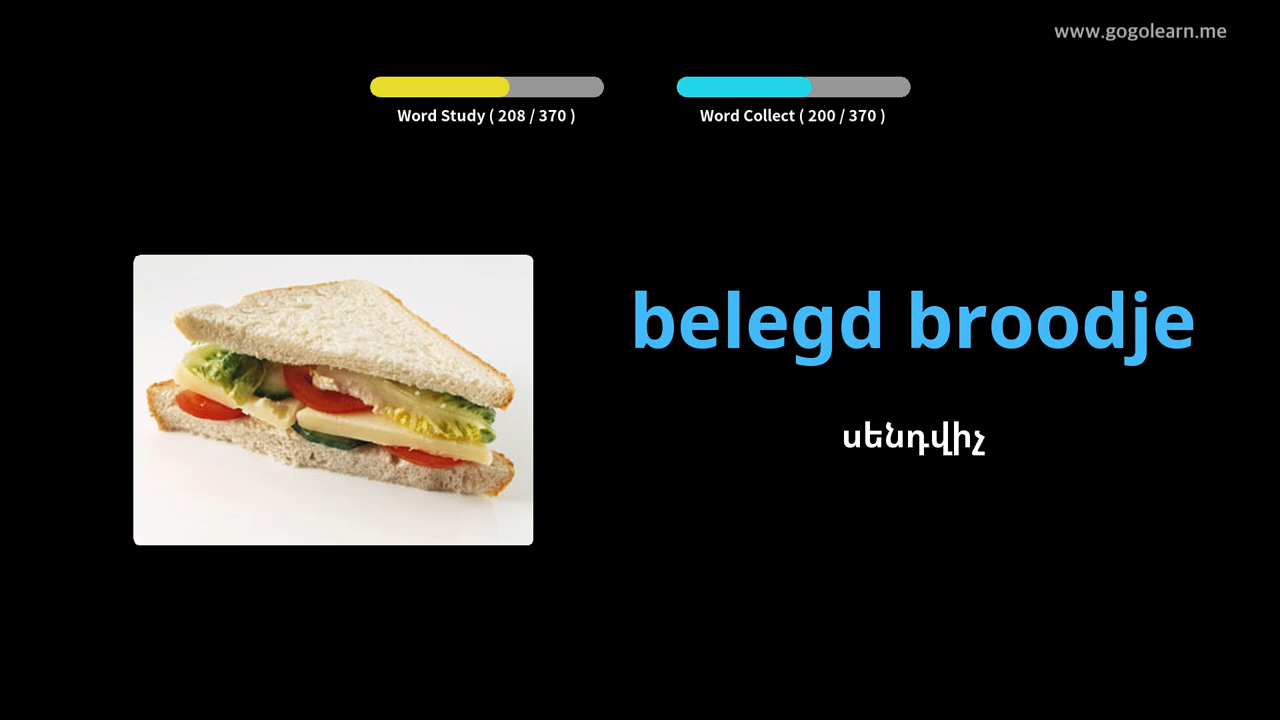 www.gogolearn.me
Word Study ( 208 / 370 )
Word Collect ( 200 / 370 )
belegd broodje
սենդվիչ